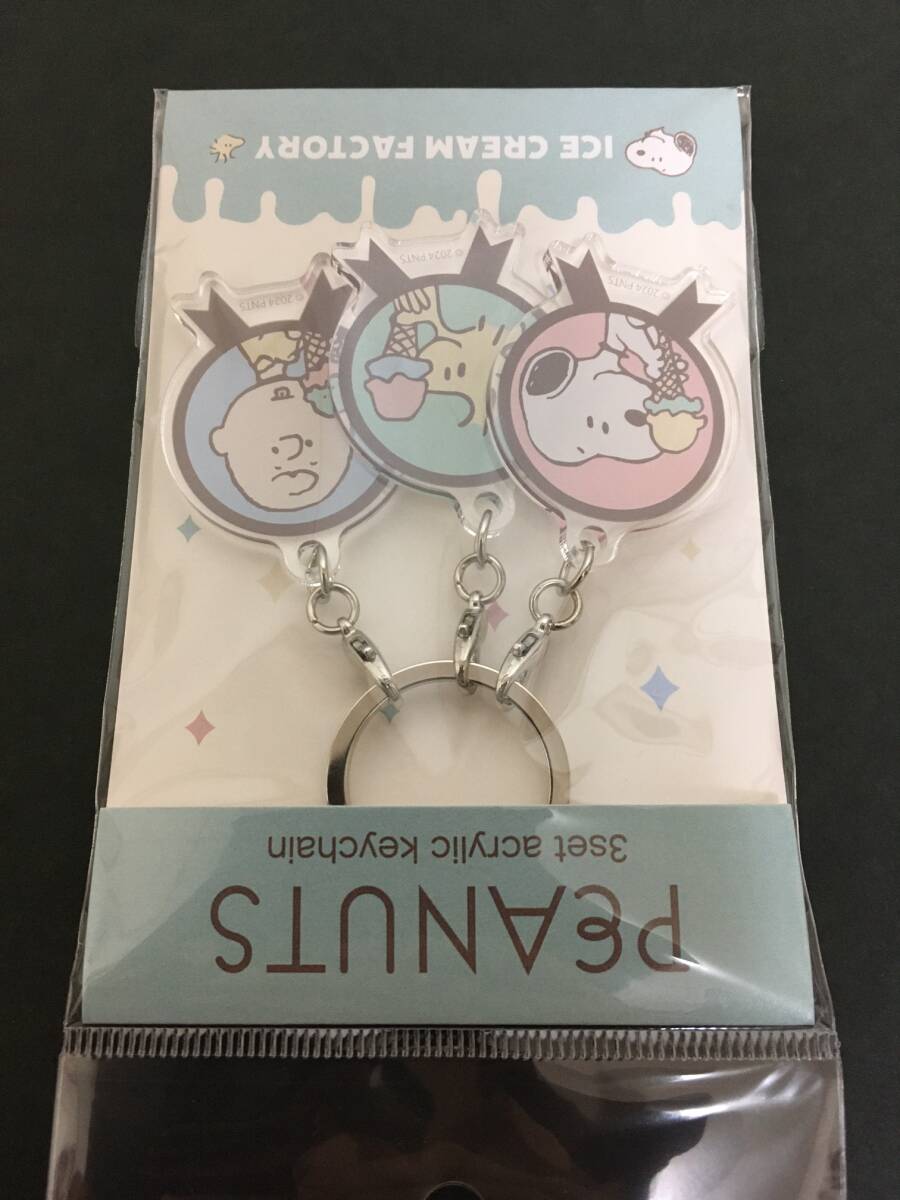 PEANUTS
3set acrylic keychain
© 2024 PNTS
© 2024 PNTS
© 2024 PNTS
ICE CREAM FACTORY